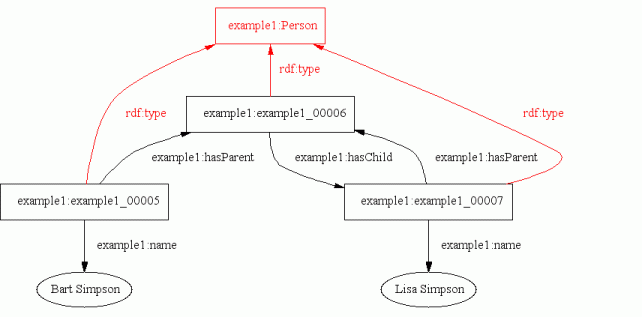 example1:Person
rdf:type
rdf:type
rdf:type
example1:example1_00006
example1:hasParent
example1:hasChild
example1:hasParent
example1:example1_00005
example1:example1_00007
example1:name
example1:name
Bart Simpson
Lisa Simpson